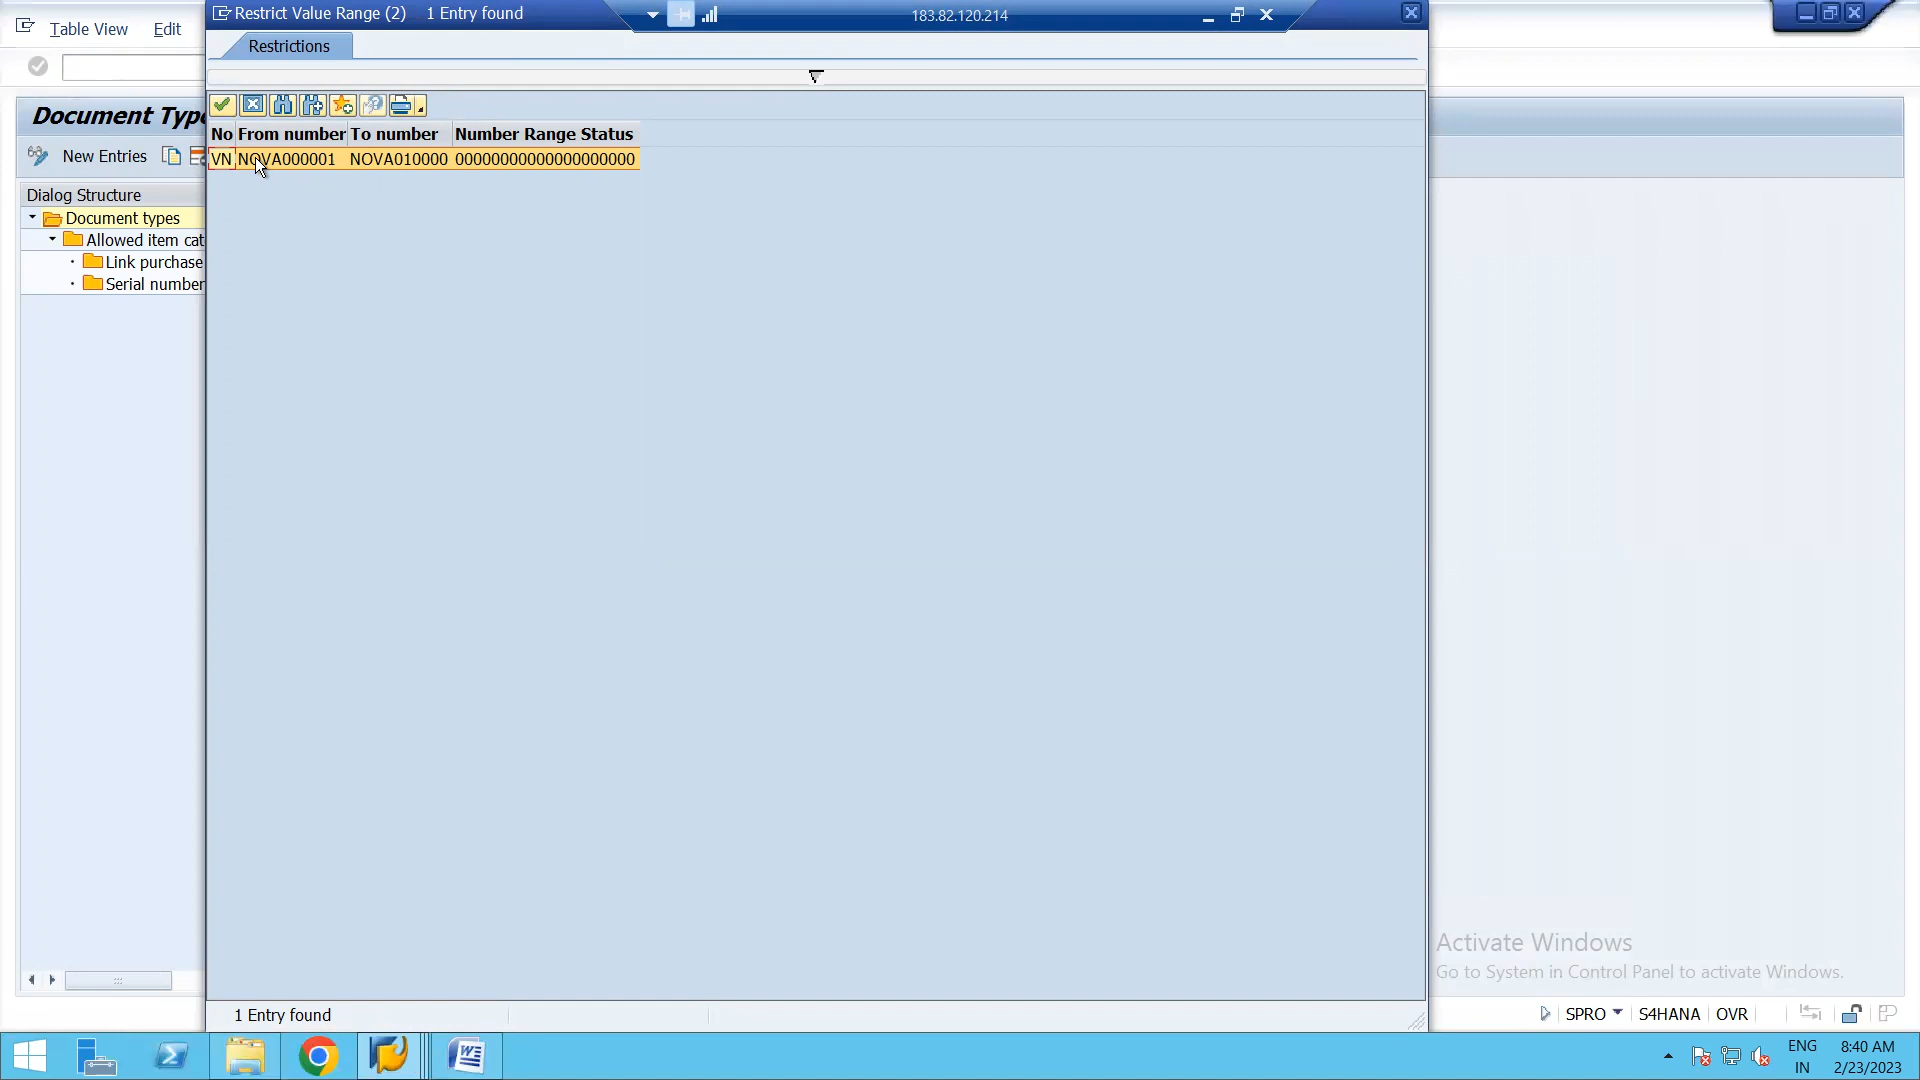 Restrict Value Range (2) 1 Entry found
183.82.120.214
Table View Edit
Restrictions
Document Type
No From number To number Number Range Status
New Entries
VN NOVA000001 NOVA010000 00000000000000000000
Dialog Structure
Document types
Allowed item cat
Link purchase
Serial number
Activate Windows
Go to System in Control Panel to activate Windows.
1 Entry found
SPRO S4HANA OVR
ENG 8:40 AM
IN 2/23/2023